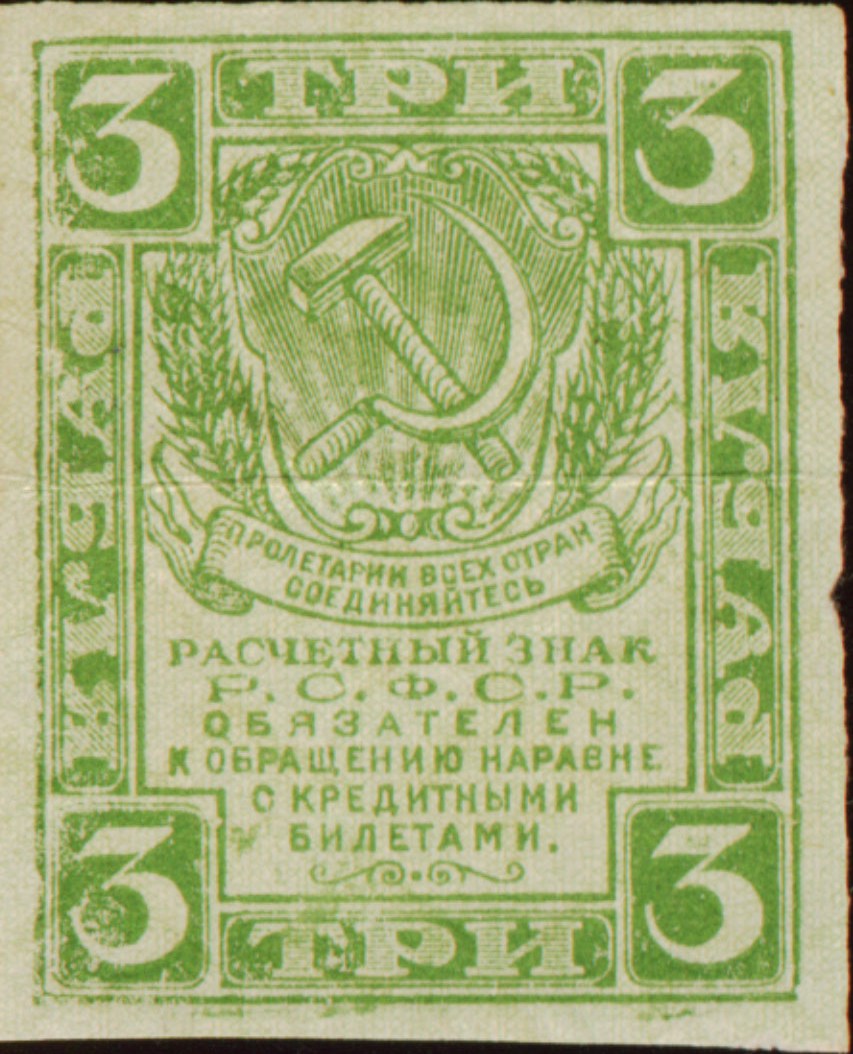 3 ТРИ 3
РУБЛЯ
РУБЛЯ
ПРОЛЕТАРИИ ВСЕХ СТРАН
СОЕДИНЯЙТЕСЬ
РАСЧЕТНЫЙ ЗНАК
Р.С.Ф.С.Р.
ОБЯЗАТЕЛЕН
К ОБРАЩЕНИЮ НАРАВНЕ
С КРЕДИТНЫМИ
БИЛЕТАМИ.
3 ТРИ 3